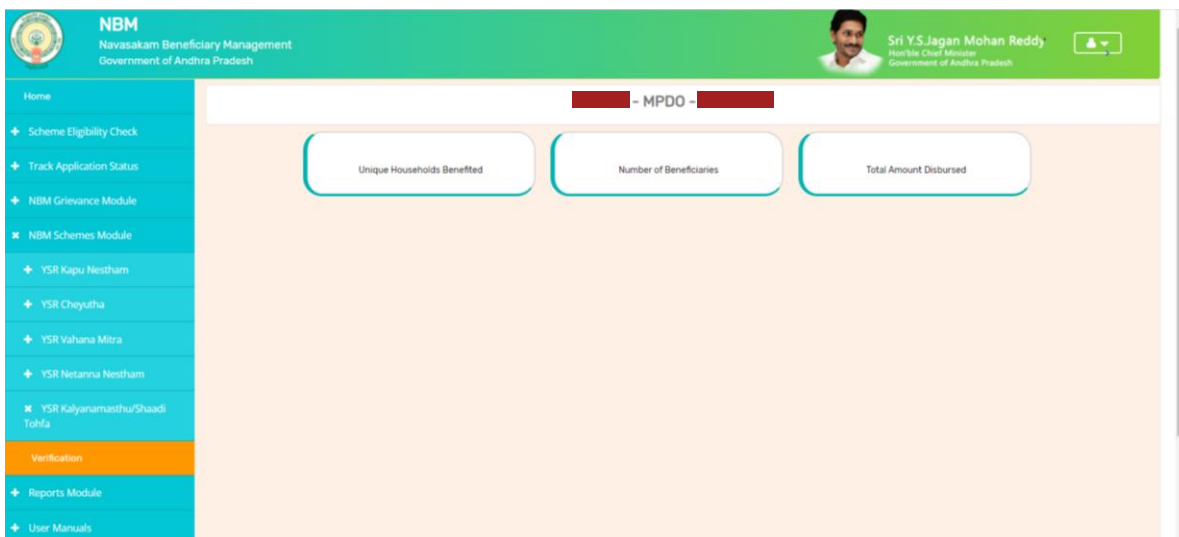 NBM
Navasakam Beneficiary Management
Government of Andhra Pradesh
Sri Y.S.Jagan Mohan Reddy
Hon'ble Chief Minister
Government of Andhra Pradesh
Home
- MPDO -
Scheme Eligibility Check
Track Application Status
NBM Grievance Module
NBM Schemes Module
YSR Kapu Nestham
YSR Cheyutha
YSR Vahana Mitra
YSR Netanna Nestham
YSR Kalyanamasthu/Shaadi
Tohfa
Verification
Reports Module
User Manuals
Unique Households Benefited
Number of Beneficiaries
Total Amount Disbursed